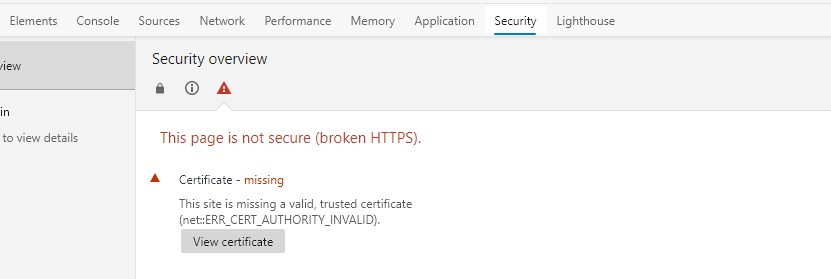 Elements Console Sources Network Performance Memory Application Security Lighthouse
view
Security overview
in
to view details
This page is not secure (broken HTTPS).
Certificate - missing
This site is missing a valid, trusted certificate
(net::ERR_CERT_AUTHORITY_INVALID).
View certificate